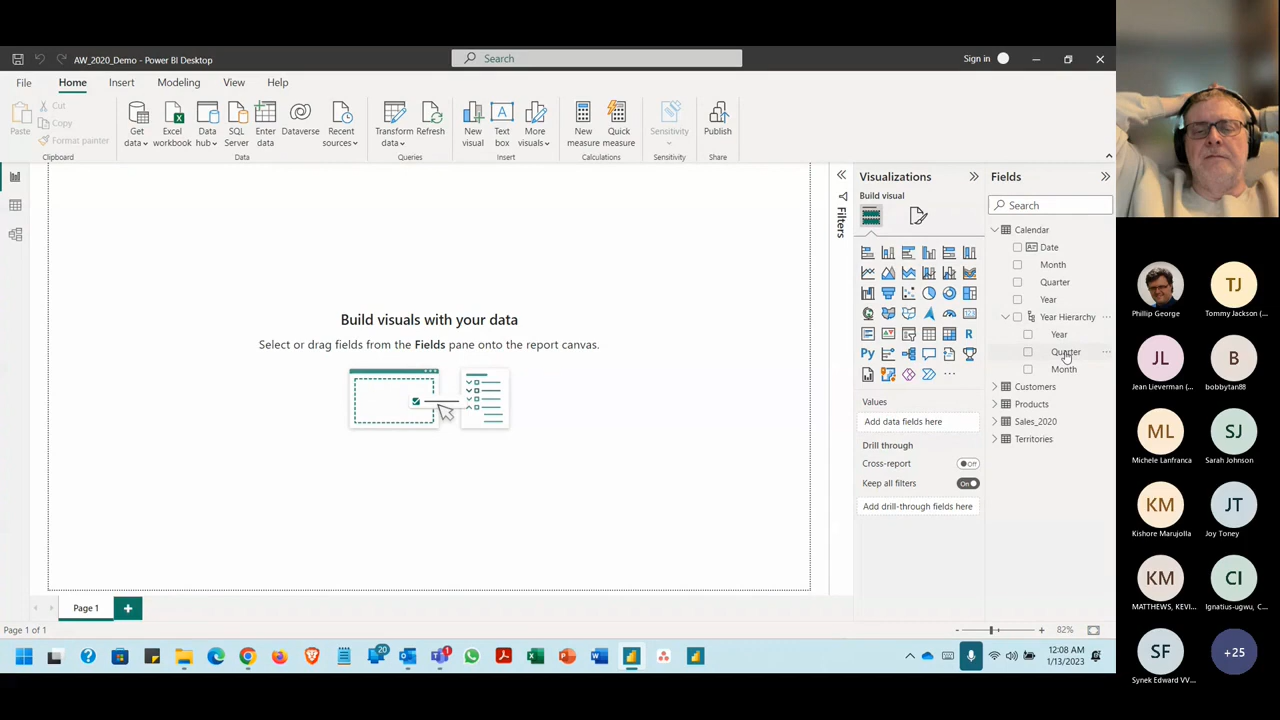 AW_2020_Demo - Power BI Desktop
Search
Sign in
File
Home
Insert
Modeling
View
Help
Paste
Cut
Copy
Format painter
Clipboard
Get data
Excel workbook
Data hub
SQL Server
Enter data
Dataverse
Recent sources
Data
Transform data
Refresh
Queries
New visual
Text box
More visuals
Insert
New measure
Quick measure
Calculations
Sensitivity
Sensitivity
Publish
Share
Build visuals with your data
Select or drag fields from the Fields pane onto the report canvas.
Filters
Visualizations
Build visual
R
Py
Values
Add data fields here
Drill through
Cross-report
Off
Keep all filters
On
Add drill-through fields here
Fields
Search
Calendar
Date
Month
Quarter
Year
Year Hierarchy
Year
Quarter
Month
Customers
Products
Sales_2020
Territories
Page 1
Page 1 of 1
82%
20
1
12:08 AM
1/13/2023
Phillip George
TJ
Tommy Jackson (...
JL
Jean Lieverman (...
B
bobbytan88
ML
Michele Lanfranca
SJ
Sarah Johnson
KM
Kishore Marujolla
JT
Joy Toney
KM
MATTHEWS, KEVI...
CI
Ignatius-ugwu, C...
SF
Synek Edward VV...
+25